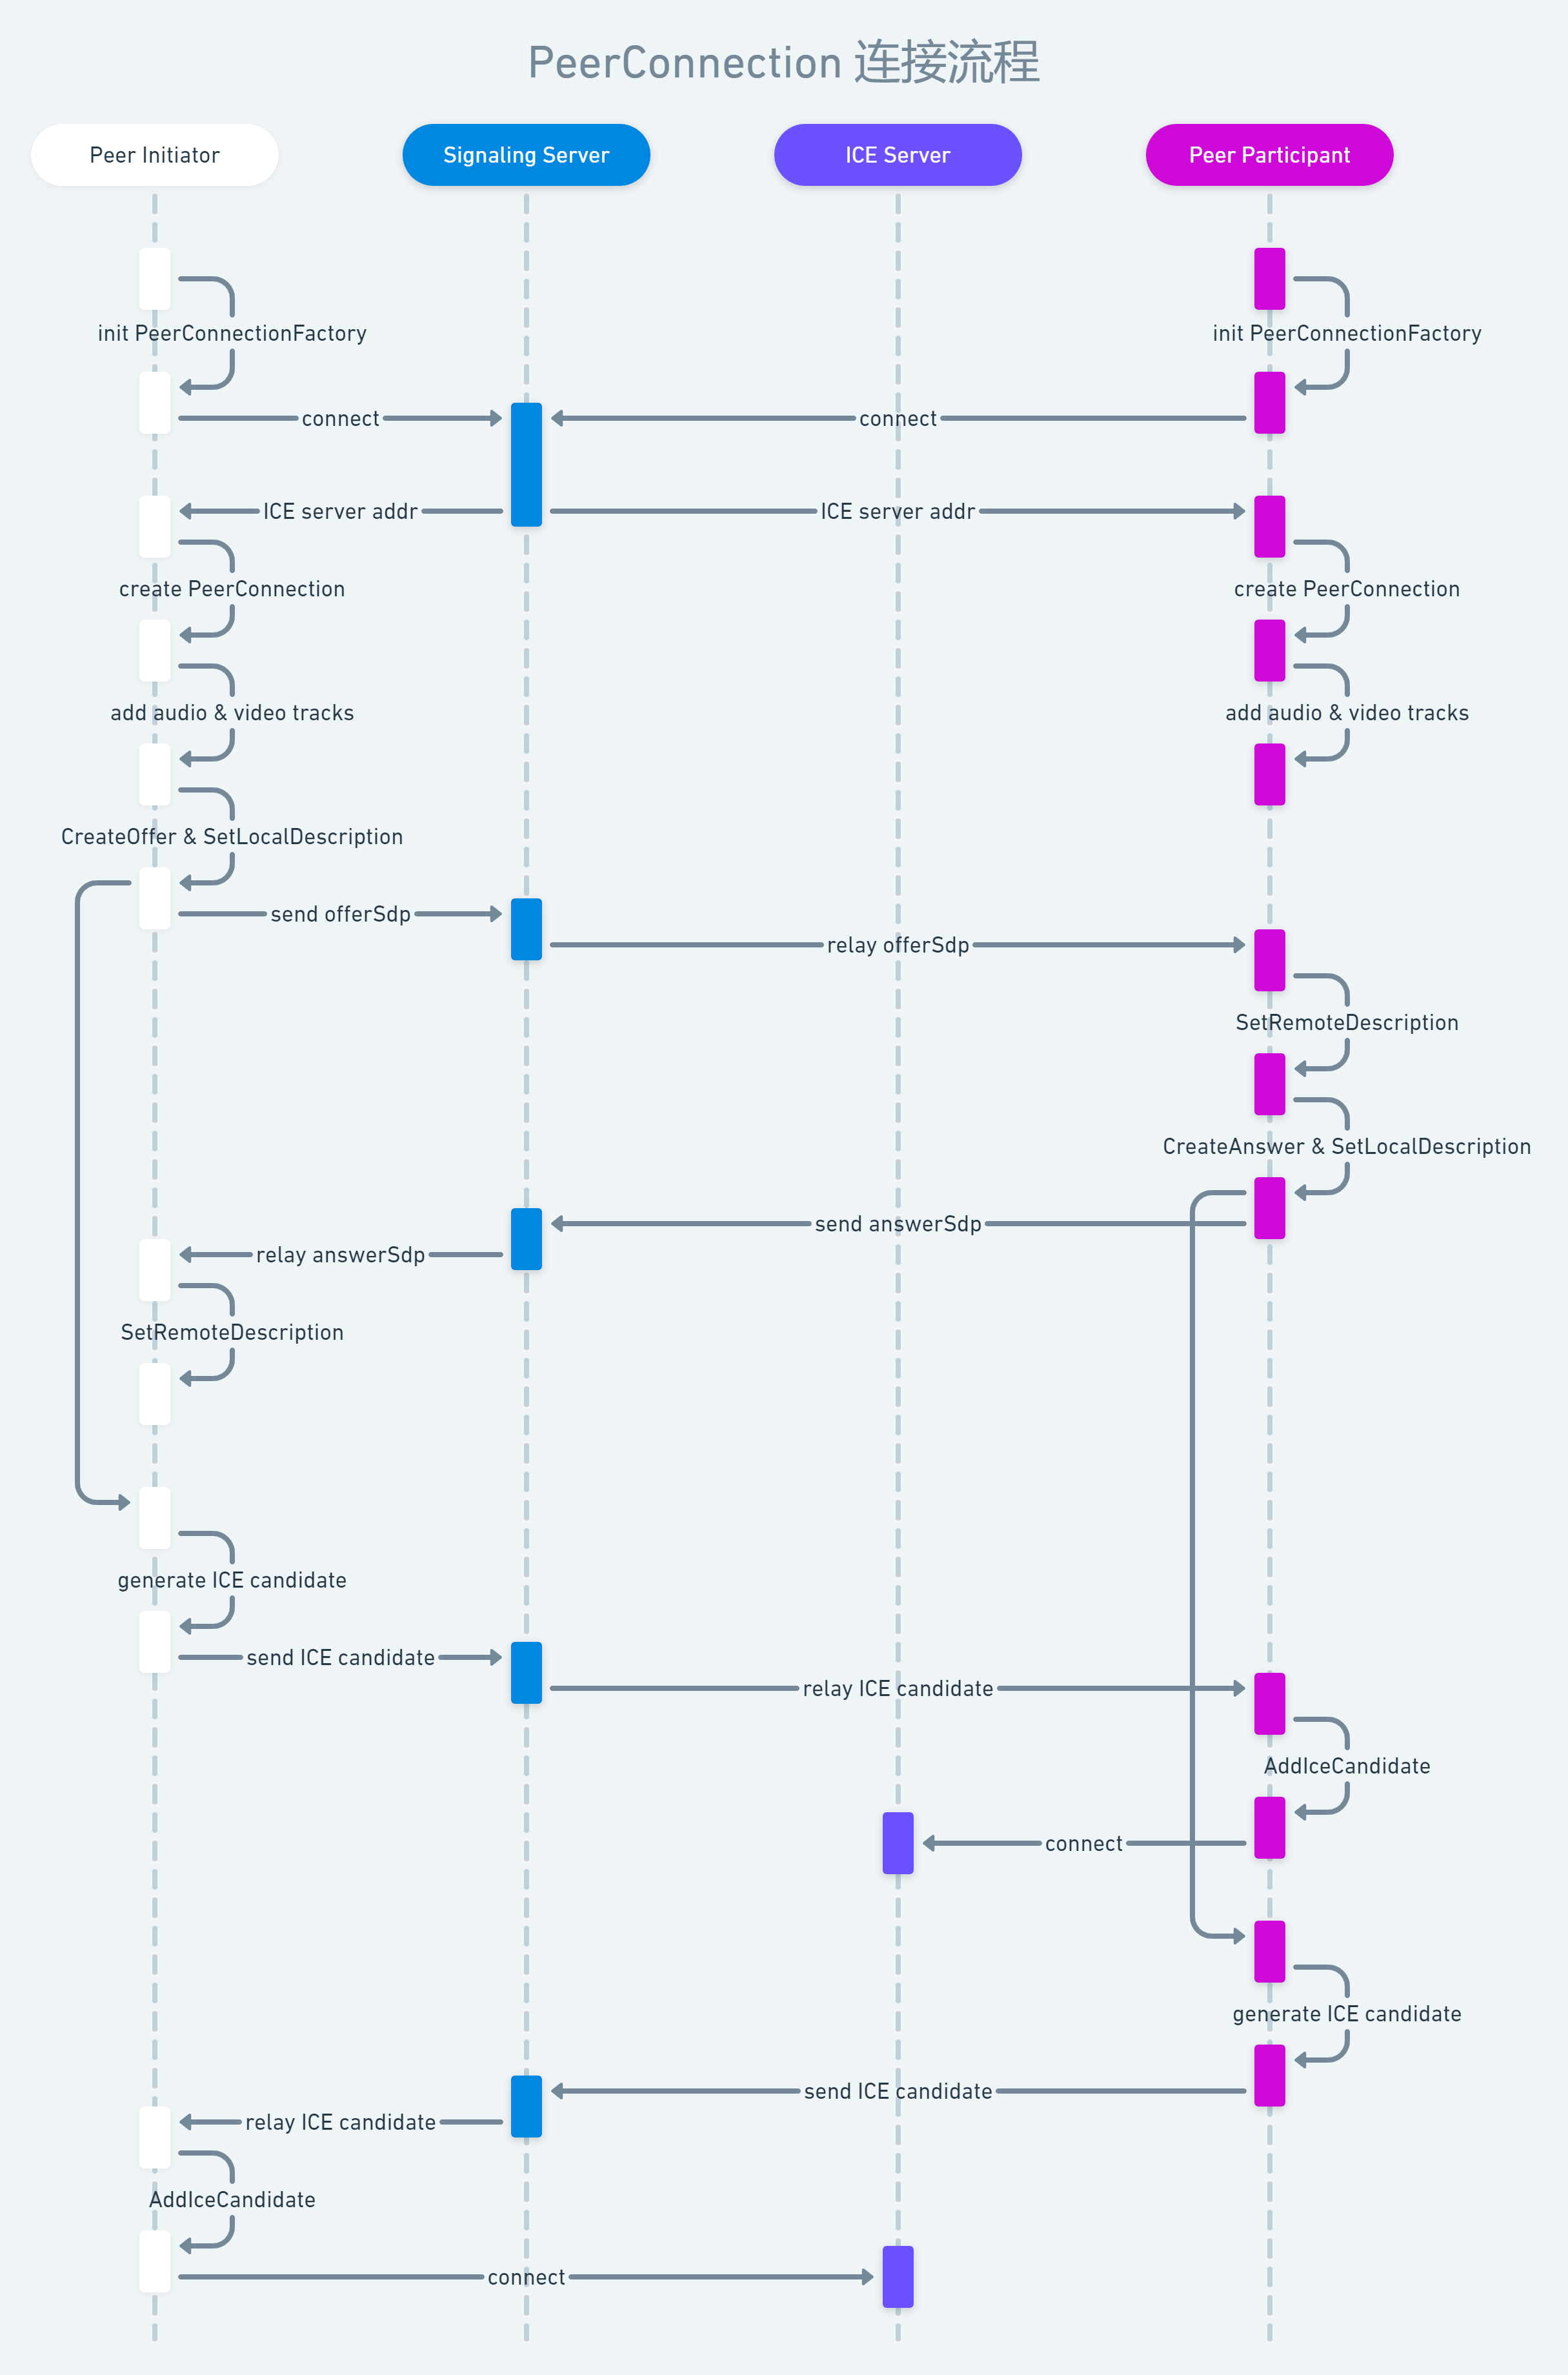 PeerConnection 连接流程
Peer Initiator
Signaling Server
ICE Server
Peer Participant
init PeerConnectionFactory
init PeerConnectionFactory
connect
connect
ICE server addr
ICE server addr
create PeerConnection
create PeerConnection
add audio & video tracks
add audio & video tracks
CreateOffer & SetLocalDescription
send offerSdp
relay offerSdp
SetRemoteDescription
CreateAnswer & SetLocalDescription
send answerSdp
relay answerSdp
SetRemoteDescription
generate ICE candidate
send ICE candidate
relay ICE candidate
AddIceCandidate
connect
generate ICE candidate
send ICE candidate
relay ICE candidate
AddIceCandidate
connect